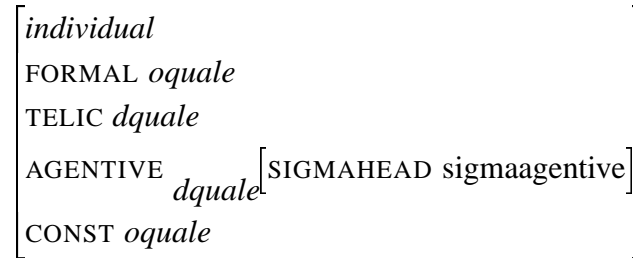 individual
FORMAL oquale
TELIC dquale
AGENTIVE dquale[SIGMAHEAD sigmaagentive]
CONST oquale